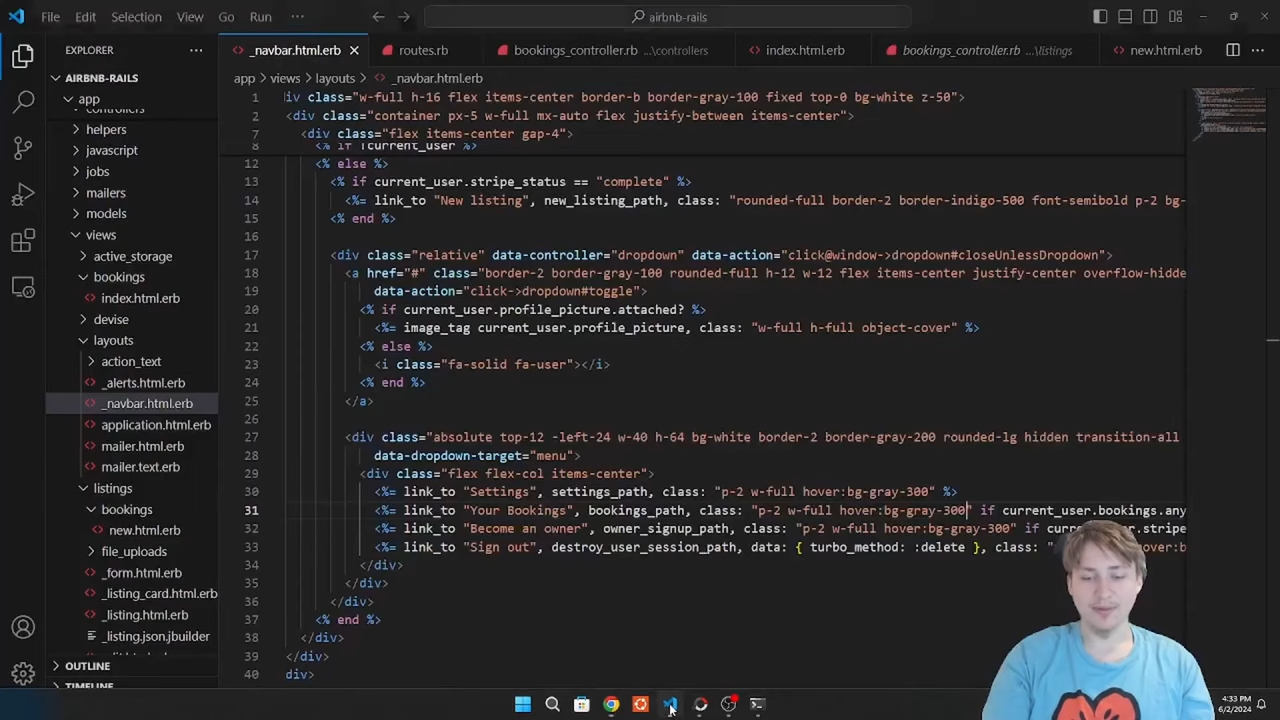 File Edit Selection View Go Run ··· airbnb-rails
EXPLORER ···
_navbar.html.erb routes.rb bookings_controller.rb ...\controllers index.html.erb bookings_controller.rb ...\listings new.html.erb ···
AIRBNB-RAILS
app > views > layouts > _navbar.html.erb
app
helpers
javascript
jobs
mailers
models
views
active_storage
bookings
index.html.erb
devise
layouts
action_text
_alerts.html.erb
_navbar.html.erb
application.html.erb
mailer.html.erb
mailer.text.erb
listings
bookings
new.html.erb
file_uploads
_form.html.erb
_listing_card.html.erb
_listing.html.erb
_listing.json.jbuilder
OUTLINE
TIMELINE
1 iv class="w-full h-16 flex items-center border-b border-gray-100 fixed top-0 bg-white z-50">
2 <div class="container px-5 w-full mx-auto flex justify-between items-center">
7 <div class="flex items-center gap-4">
8 <% if !current_user %>
12 <% else %>
13 <% if current_user.stripe_status == "complete" %>
14 <%= link_to "New listing", new_listing_path, class: "rounded-full border-2 border-indigo-500 font-semibold p-2 bg-
15 <% end %>
16
17 <div class="relative" data-controller="dropdown" data-action="click@window->dropdown#closeUnlessDropdown">
18 <a href="#" class="border-2 border-gray-100 rounded-full h-12 w-12 flex items-center justify-center overflow-hidde
19 data-action="click->dropdown#toggle">
20 <% if current_user.profile_picture.attached? %>
21 <%= image_tag current_user.profile_picture, class: "w-full h-full object-cover" %>
22 <% else %>
23 <i class="fa-solid fa-user"></i>
24 <% end %>
25 </a>
26
27 <div class="absolute top-12 -left-24 w-40 h-64 bg-white border-2 border-gray-200 rounded-lg hidden transition-all
28 data-dropdown-target="menu">
29 <div class="flex flex-col items-center">
30 <%= link_to "Settings", settings_path, class: "p-2 w-full hover:bg-gray-300" %>
31 <%= link_to "Your Bookings", bookings_path, class: "p-2 w-full hover:bg-gray-300" if current_user.bookings.any
32 <%= link_to "Become an owner", owner_signup_path, class: "p-2 w-full hover:bg-gray-300" if
33 <%= link_to "Sign out", destroy_user_session_path, data: { turbo_method: :delete }, class:
34 </div>
35 </div>
36 </div>
37 <% end %>
38 </div>
39 </div>
40 div>
4:33 PM
6/2/2024